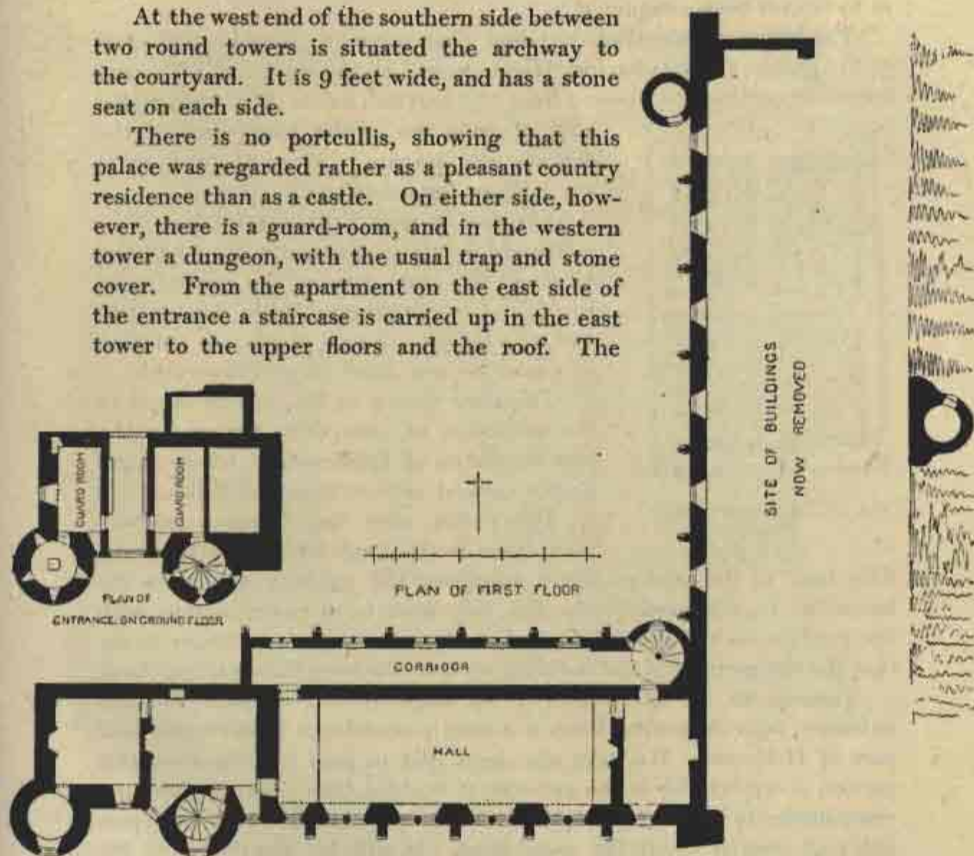 At the west end of the southern side between
two round towers is situated the archway to
the courtyard. It is 9 feet wide, and has a stone
seat on each side.
There is no portcullis, showing that this
palace was regarded rather as a pleasant country
residence than as a castle. On either side, how-
ever, there is a guard-room, and in the western
tower a dungeon, with the usual trap and stone
cover. From the apartment on the east side of
the entrance a staircase is carried up in the east
tower to the upper floors and the roof. The
GUARD ROOM
GUARD ROOM
PLAN OF
ENTRANCE, ON GROUND FLOOR
PLAN OF FIRST FLOOR
SITE OF BUILDINGS
NOW REMOVED
CORRIDOR
HALL